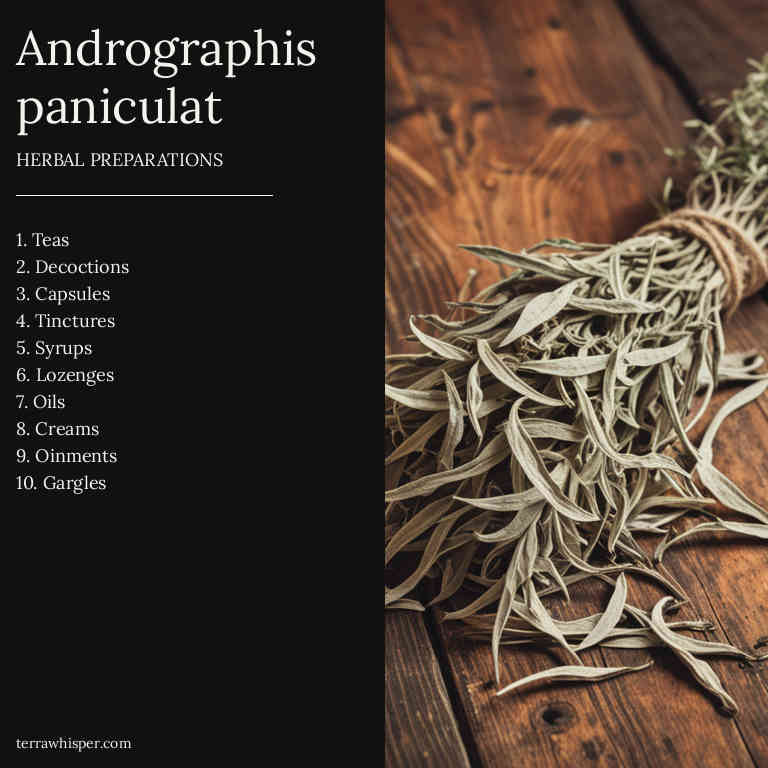 Andrographis
paniculat
HERBAL PREPARATIONS
1. Teas
2. Decoctions
3. Capsules
4. Tinctures
5. Syrups
6. Lozenges
7. Oils
8. Creams
9. Oinments
10. Gargles
terrawhisper.com